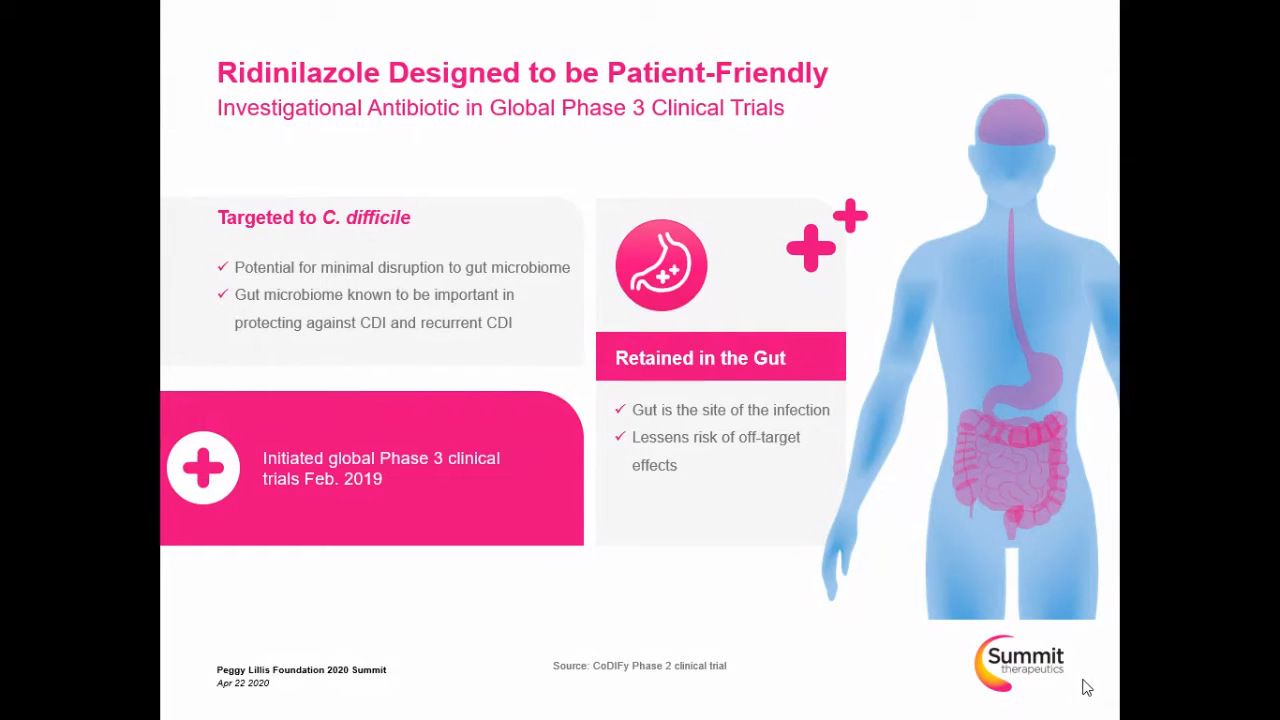 Ridinilazole Designed to be Patient-Friendly
Investigational Antibiotic in Global Phase 3 Clinical Trials
Targeted to C. difficile
Potential for minimal disruption to gut microbiome
Gut microbiome known to be important in
protecting against CDI and recurrent CDI
Initiated global Phase 3 clinical
trials Feb. 2019
Retained in the Gut
Gut is the site of the infection
Lessens risk of off-target
effects
Peggy Lillis Foundation 2020 Summit
Apr 22 2020
Source: CoDIFy Phase 2 clinical trial
Summit
therapeutics